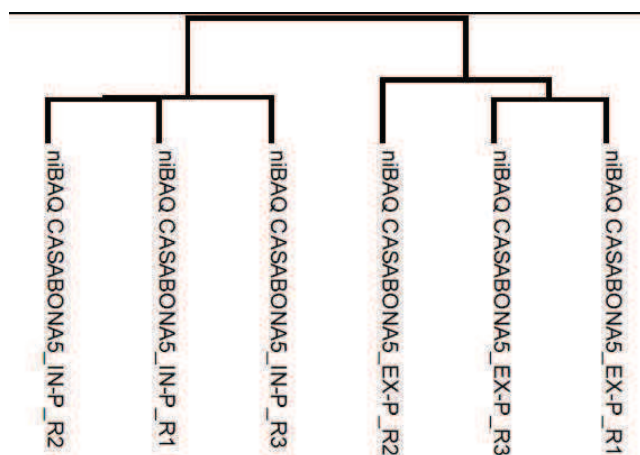 niBAQ CASABONA5_IN-P_R2
niBAQ CASABONA5_IN-P_R1
niBAQ CASABONA5_IN-P_R3
niBAQ CASABONA5_EX-P_R2
niBAQ CASABONA5_EX-P_R3
niBAQ CASABONA5_EX-P_R1